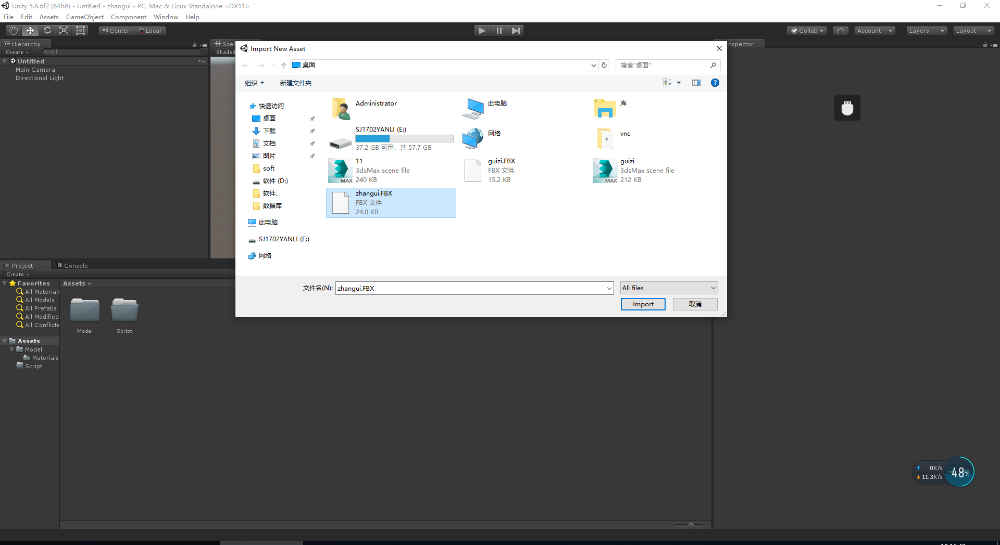 Unity 5.6.6f2 (64bit) - Untitled - zhangui - PC, Mac & Linux Standalone <DX11>
File Edit Assets GameObject Component Window Help
Center Local Collab Account Layers Layout
Hierarchy
Create All
Untitled
Main Camera
Directional Light
Shaded
Import New Asset
桌面
搜索"桌面"
组织 新建文件夹
快速访问
桌面
下载
文档
图片
soft
软件 (D:)
软件、
数据库
此电脑
SJ1702YANLI (E:)
网络
Administrator
此电脑
库
SJ1702YANLI (E:)
37.2 GB 可用，共 57.7 GB
网络
vnc
11
3dsMax scene file
240 KB
MAX
guizi.FBX
FBX 文件
15.2 KB
guizi
3dsMax scene file
212 KB
MAX
zhangui.FBX
FBX 文件
24.0 KB
文件名(N): zhangui.FBX All files
Import 取消
nspector
Project Console
Create
Favorites
All Materials
All Models
All Prefabs
All Modified
All Conflicte
Assets
Model
Materials
Script
Assets
Model Script
0K/s
11.3K/s
48%